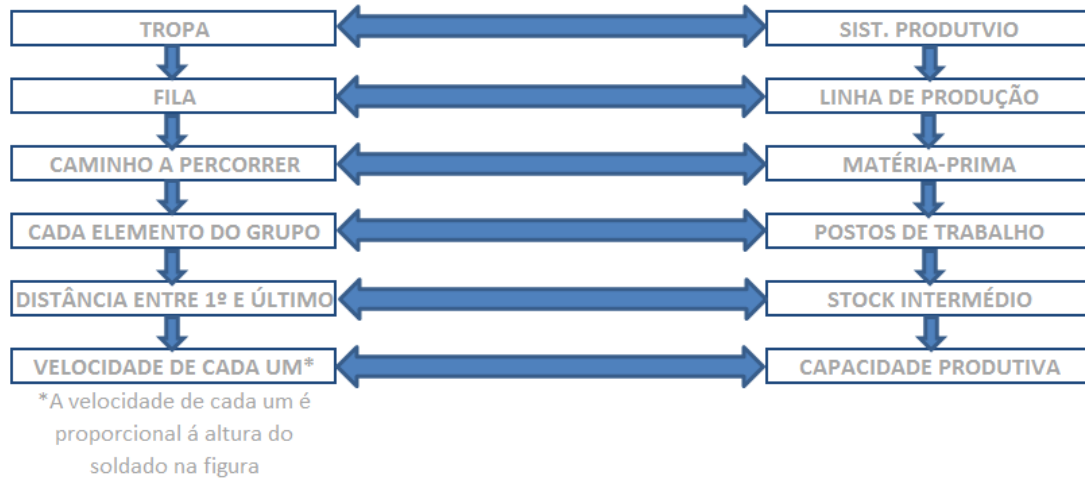 TROPA
SIST. PRODUTVIO
FILA
LINHA DE PRODUÇÃO
CAMINHO A PERCORRER
MATÉRIA-PRIMA
CADA ELEMENTO DO GRUPO
POSTOS DE TRABALHO
DISTÂNCIA ENTRE 1º E ÚLTIMO
STOCK INTERMÉDIO
VELOCIDADE DE CADA UM*
CAPACIDADE PRODUTIVA
*A velocidade de cada um é
proporcional á altura do
soldado na figura